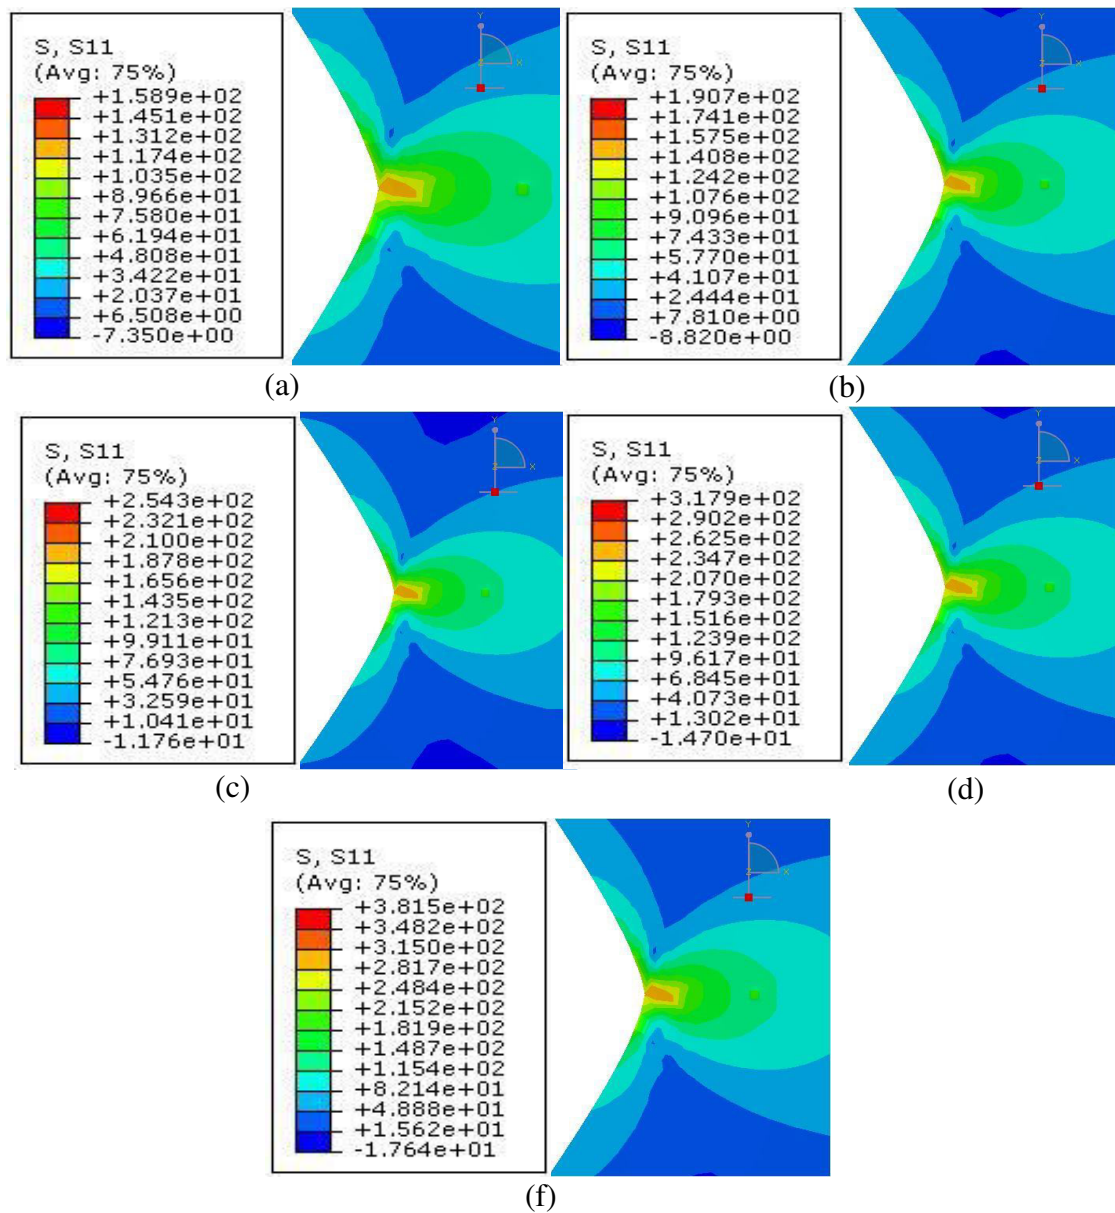 S, S11
(Avg: 75%)
+1.589e+02
+1.451e+02
+1.312e+02
+1.174e+02
+1.035e+02
+8.966e+01
+7.580e+01
+6.194e+01
+4.808e+01
+3.422e+01
+2.037e+01
+6.508e+00
-7.350e+00
Y
Z
X
(a)
S, S11
(Avg: 75%)
+1.907e+02
+1.741e+02
+1.575e+02
+1.408e+02
+1.242e+02
+1.076e+02
+9.096e+01
+7.433e+01
+5.770e+01
+4.107e+01
+2.444e+01
+7.810e+00
-8.820e+00
Y
Z
X
(b)
S, S11
(Avg: 75%)
+2.543e+02
+2.321e+02
+2.100e+02
+1.878e+02
+1.656e+02
+1.435e+02
+1.213e+02
+9.911e+01
+7.693e+01
+5.476e+01
+3.259e+01
+1.041e+01
-1.176e+01
Y
Z
X
(c)
S, S11
(Avg: 75%)
+3.179e+02
+2.902e+02
+2.625e+02
+2.347e+02
+2.070e+02
+1.793e+02
+1.516e+02
+1.239e+02
+9.617e+01
+6.845e+01
+4.073e+01
+1.302e+01
-1.470e+01
Y
Z
X
(d)
S, S11
(Avg: 75%)
+3.815e+02
+3.482e+02
+3.150e+02
+2.817e+02
+2.484e+02
+2.152e+02
+1.819e+02
+1.487e+02
+1.154e+02
+8.214e+01
+4.888e+01
+1.562e+01
-1.764e+01
Y
Z
X
(f)